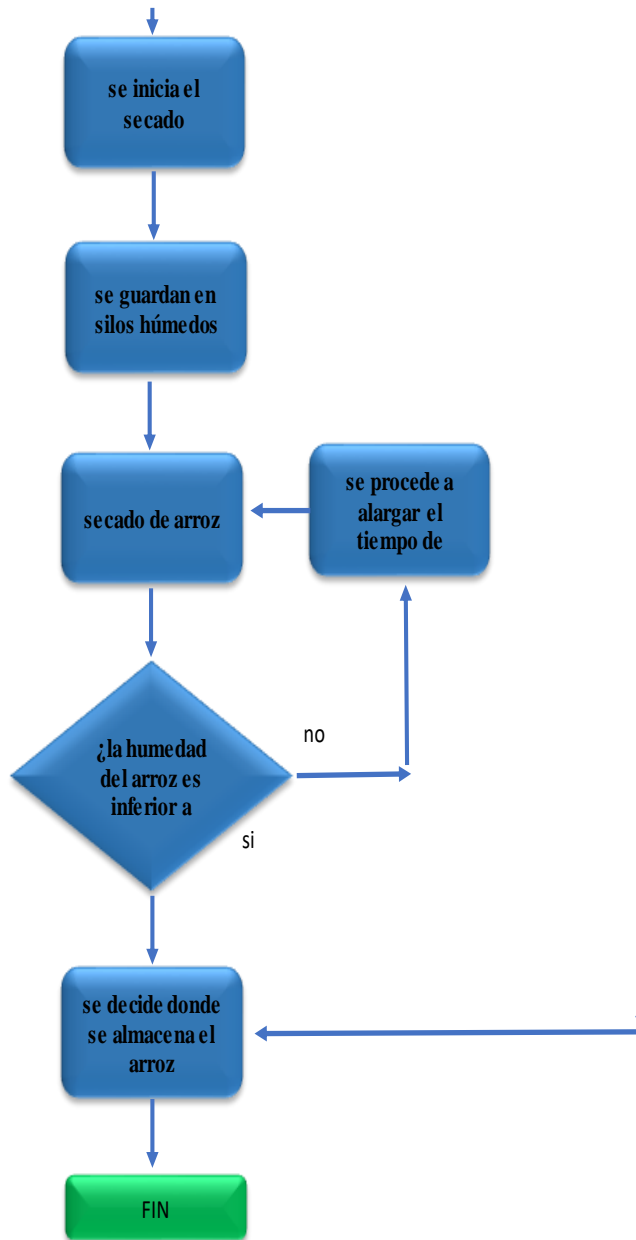 se inicia el
secado
se guardan en
silos húmedos
secado de arroz
se procede a
alargar el
tiempo de
¿la humedad
del arroz es
inferior a
no
si
se decide donde
se almacena el
arroz
FIN